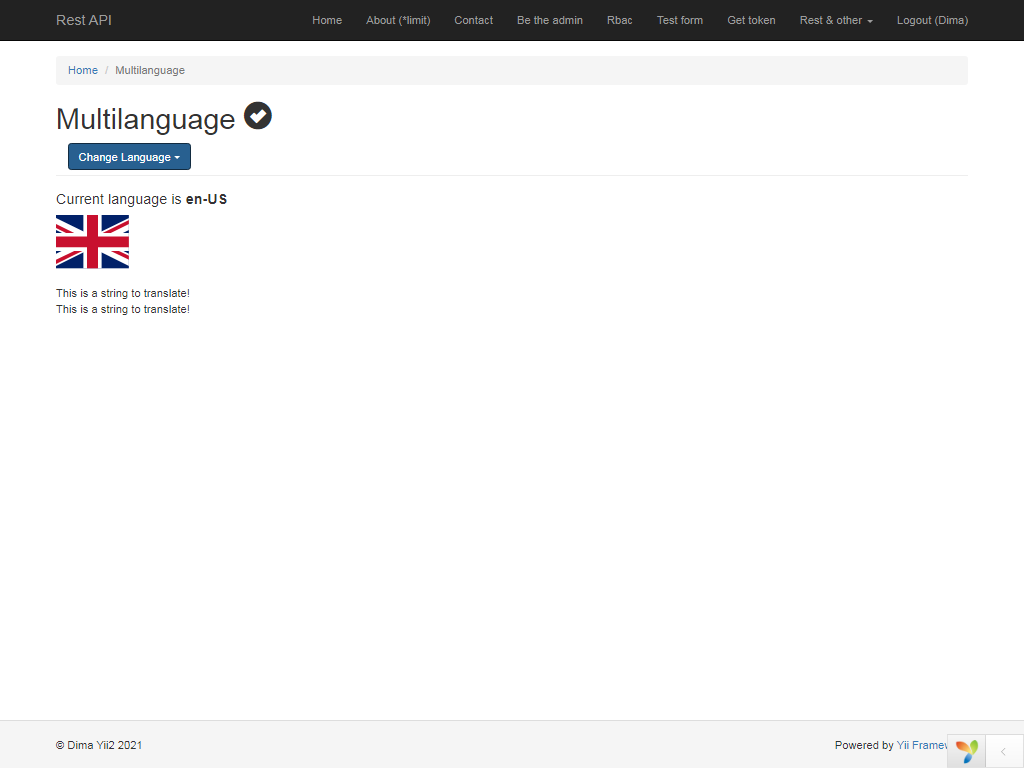 Rest API Home About (*limit) Contact Be the admin Rbac Test form Get token Rest & other Logout (Dima)
Home / Multilanguage
Multilanguage
Change Language
Current language is en-US
This is a string to translate!
This is a string to translate!
© Dima Yii2 2021 Powered by Yii